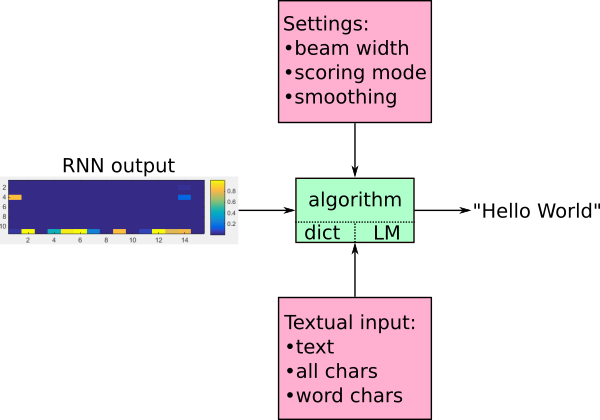 Settings:
•beam width
•scoring mode
•smoothing
RNN output
2
4
6
8
10
2 4 6 8 10 12 14
0.8
0.6
0.4
0.2
algorithm
dict LM
"Hello World"
Textual input:
•text
•all chars
•word chars